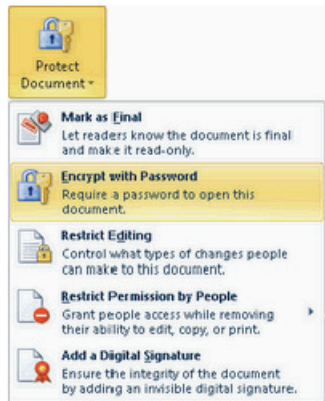 Protect
Document
Mark as Final
Let readers know the document is final
and make it read-only.
Encrypt with Password
Require a password to open this
document.
Restrict Editing
Control what types of changes people
can make to this document.
Restrict Permission by People
Grant people access while removing
their ability to edit, copy, or print.
Add a Digital Signature
Ensure the integrity of the document
by adding an invisible digital signature.